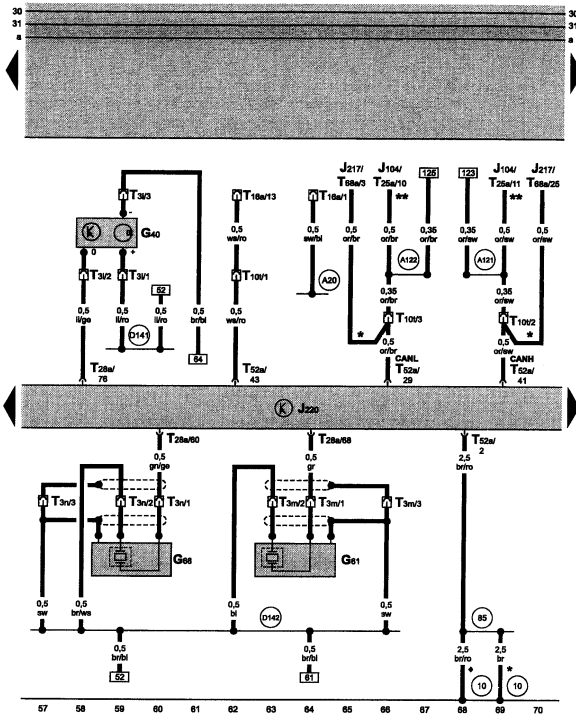 30 30
31 31
a a
J217/ J104/ 125 123 J104/ J217/
T68a/3 T25a/10 T25a/11 T68a/25
** **
T3l/3 T16a/13 T16a/1
- 0,5 0,5 0,5 0,5 0,35 0,35 0,5 0,5
ws/ro sw/bl or/br or/br or/br or/sw or/sw or/sw
K G40
0 +
A122 A121
T3l/2 T3l/1 52 T10t/1 A20 0,35 0,35
or/br or/sw
0,5 0,5 0,5 0,5 0,5 T10t/3 T10t/2
li/ge li/ro li/ro br/bl ws/ro * *
D141 0,5 0,5
or/br or/sw
64 CANL CANH
T28a/ T52a/ T52a/ T52a/
76 43 29 41
K J220
T28a/60 T28a/68 T52a/
2
0,5 0,5 2,5
gn/ge gr br/ro
T3n/3 T3n/2 T3n/1 T3m/2 T3m/1 T3m/3
G66 G61
0,5 0,5 0,5 0,5
sw br/ws bl sw
D142 85
0,5 0,5 2,5 2,5
br/bl br/bl br/ro br
52 61 10 * 10
57 58 59 60 61 62 63 64 65 66 67 68 69 70